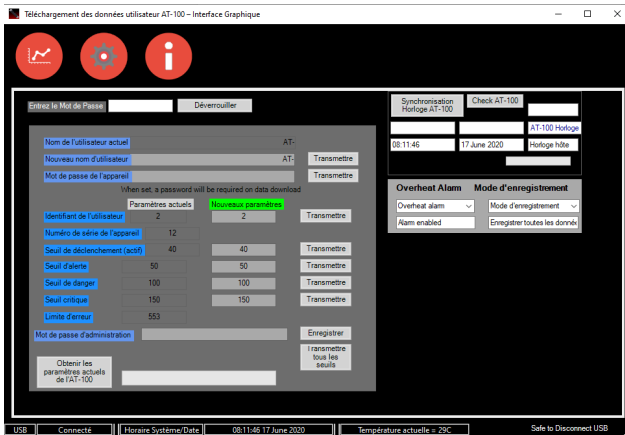 Téléchargement des données utilisateur AT-100 – Interface Graphique
Entrez le Mot de Passe
Déverrouiller
Synchronisation
Horloge AT-100
Check AT-100
AT-100 Horloge
08:11:46
17 June 2020
Horloge hôte
Nom de l'utilisateur actuel
AT-
Nouveau nom d'utilisateur
AT-
Transmettre
Mot de passe de l'appareil
Transmettre
When set, a password will be required on data download
Paramètres actuels
Nouveaux paramètres
Identifiant de l'utilisateur
2
2
Transmettre
Numéro de série de l'appareil
12
Seuil de déclenchement (actif)
40
40
Transmettre
Seuil d'alerte
50
50
Transmettre
Seuil de danger
100
100
Transmettre
Seuil critique
150
150
Transmettre
Limite d'erreur
553
Mot de passe d'administration
Enregistrer
Transmettre
tous les
seuils
Obtenir les
paramètres actuels
de l'AT-100
Overheat Alarm
Mode d'enregistrement
Overheat alarm
Mode d'enregistrement
Alarm enabled
Enregistrer toutes les donnée
USB
Connecté
Horaire Système/Date
08:11:46 17 June 2020
Température actuelle = 29C
Safe to Disconnect USB